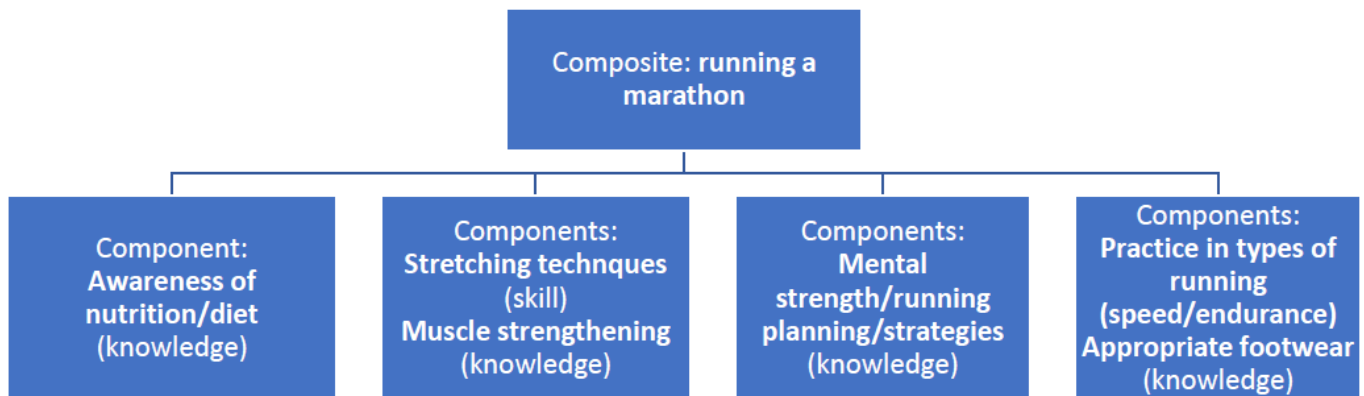 Composite: running a
marathon
Component:
Awareness of
nutrition/diet
(knowledge)
Components:
Stretching technques
(skill)
Muscle strengthening
(knowledge)
Components:
Mental
strength/running
planning/strategies
(knowledge)
Components:
Practice in types of
running
(speed/endurance)
Appropriate footwear
(knowledge)